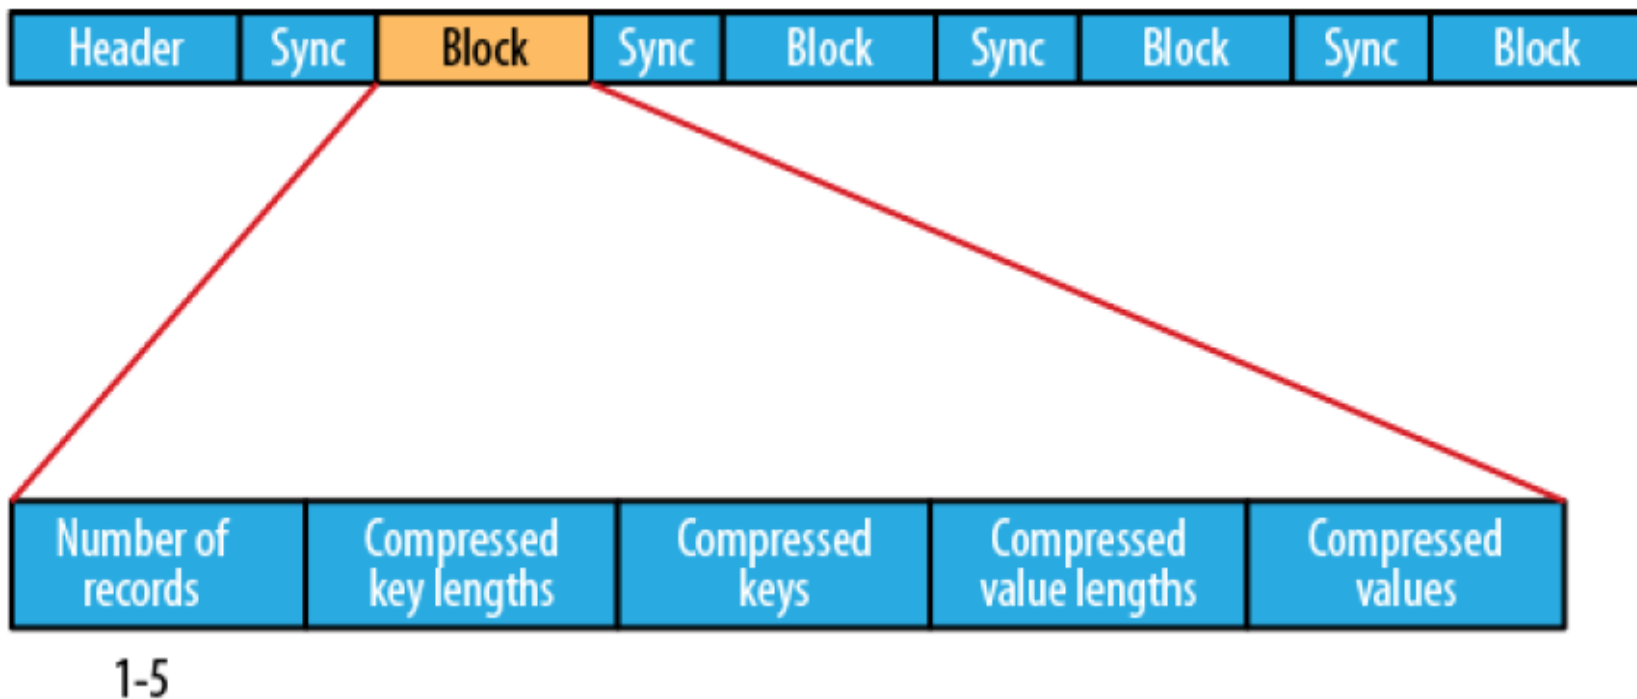 Header Sync Block Sync Block Sync Block Sync Block
Number of records
Compressed key lengths
Compressed keys
Compressed value lengths
Compressed values
1-5